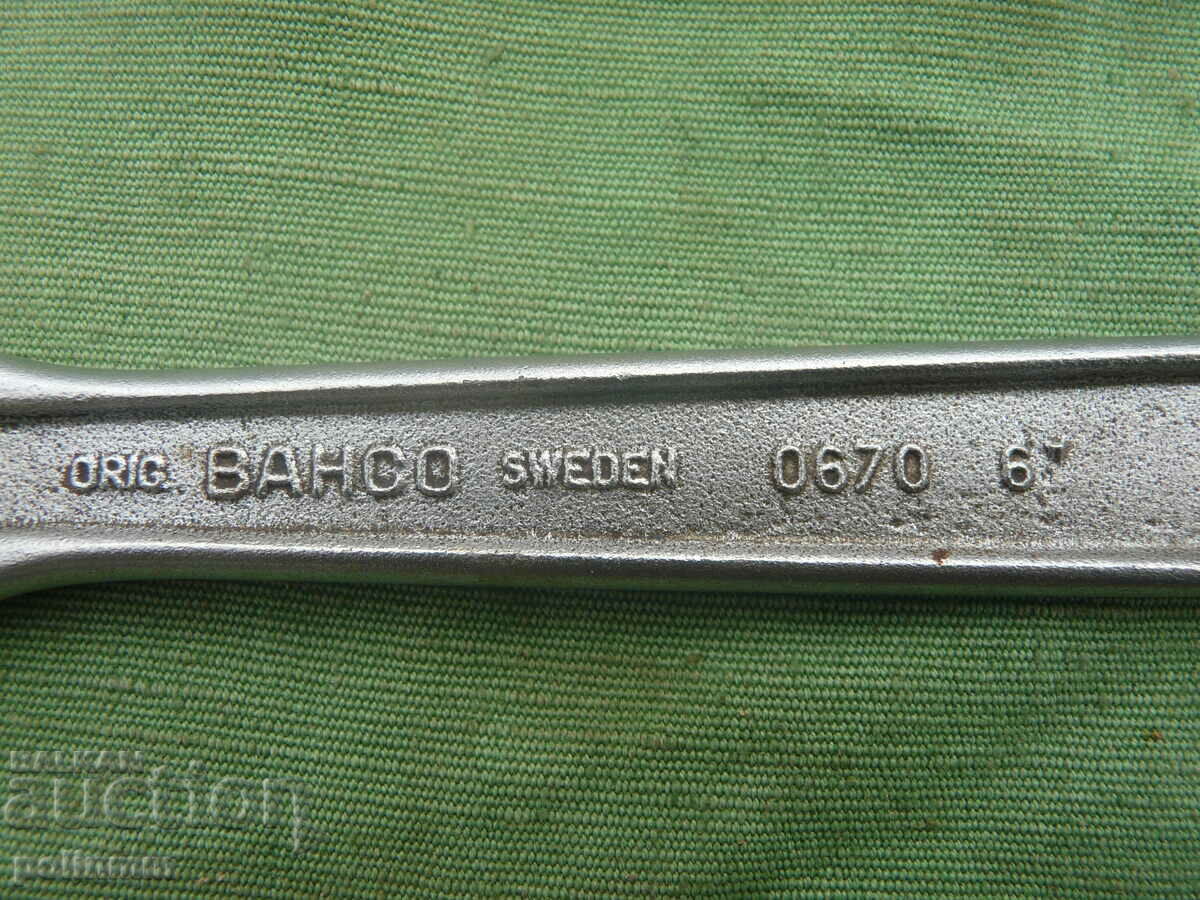 ORIG. BAHCO SWEDEN 0670 6"
BALKAN
auction